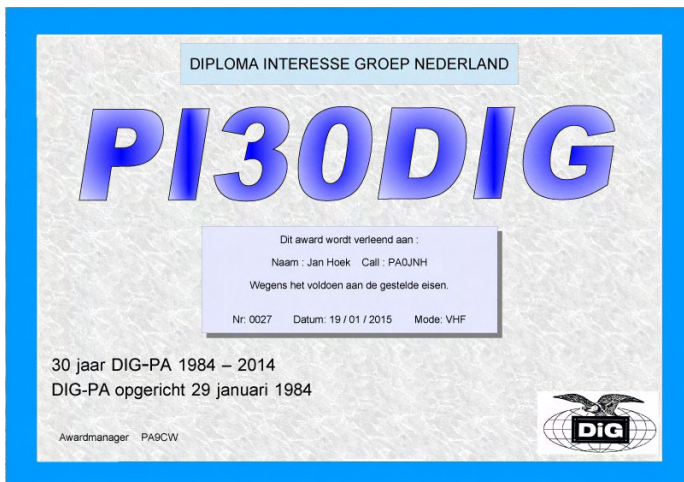 DIPLOMA INTERESSE GROEP NEDERLAND
PI30DIG
Dit award wordt verleend aan :
Naam : Jan Hoek Call : PA0JNH
Wegens het voldoen aan de gestelde eisen.
Nr: 0027 Datum: 19 / 01 / 2015 Mode: VHF
30 jaar DIG-PA 1984 – 2014
DIG-PA opgericht 29 januari 1984
Awardmanager PA9CW
DiG